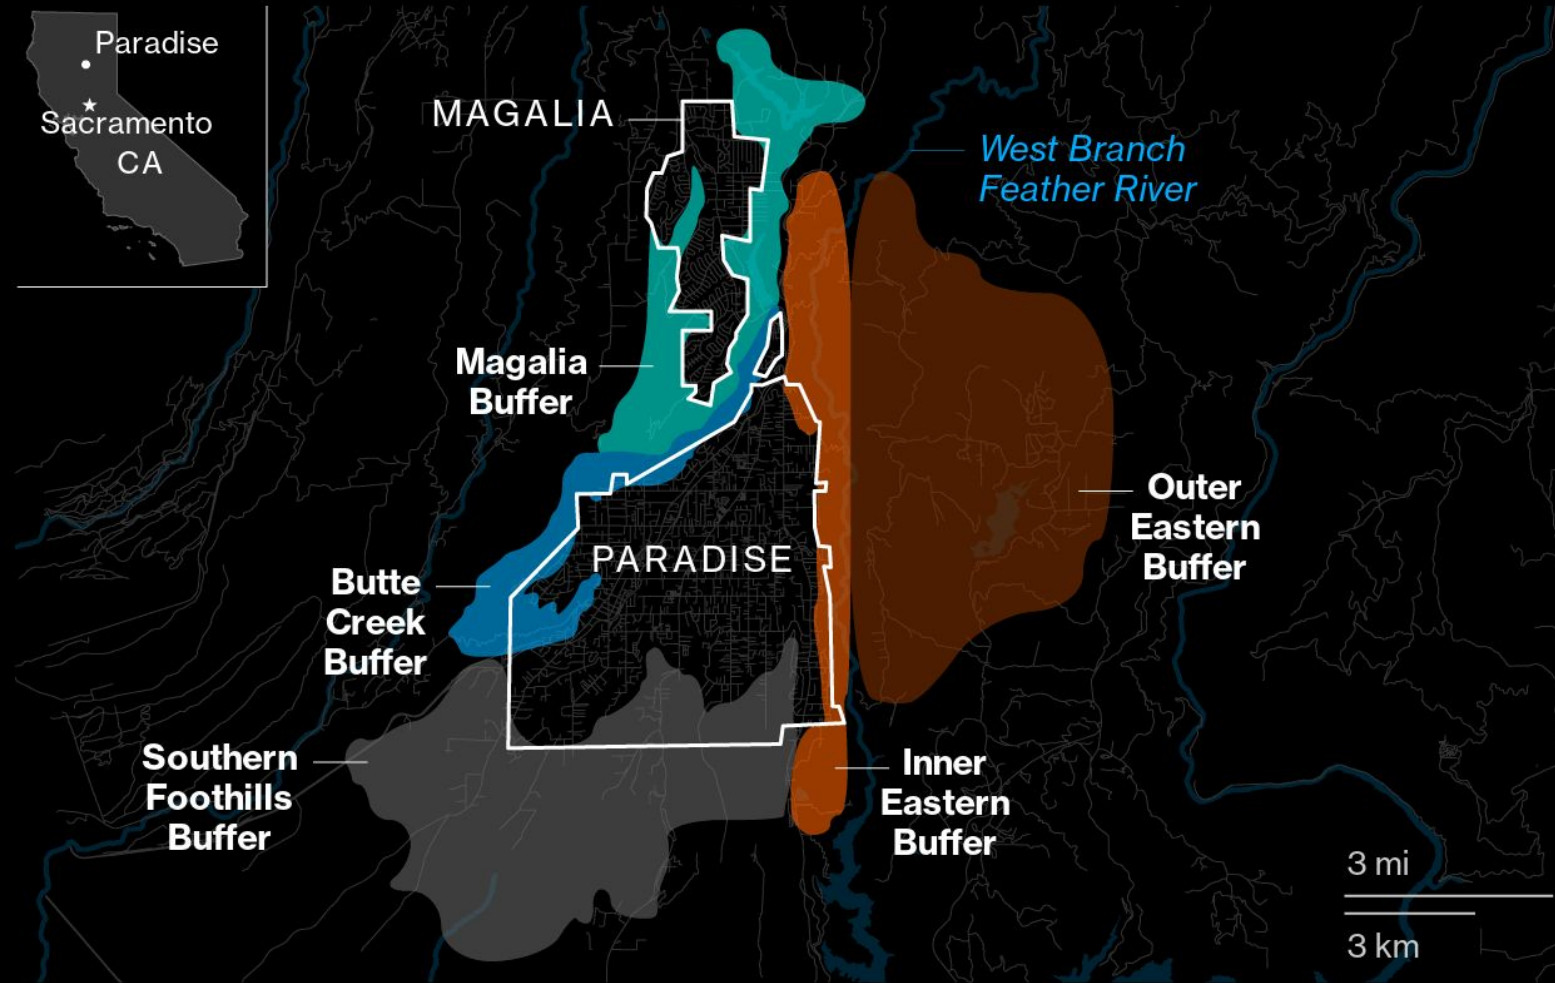 Paradise
Sacramento
CA
MAGALIA
West Branch
Feather River
Magalia
Buffer
Outer
Eastern
Buffer
PARADISE
Butte
Creek
Buffer
Southern
Foothills
Buffer
Inner
Eastern
Buffer
3 mi
3 km